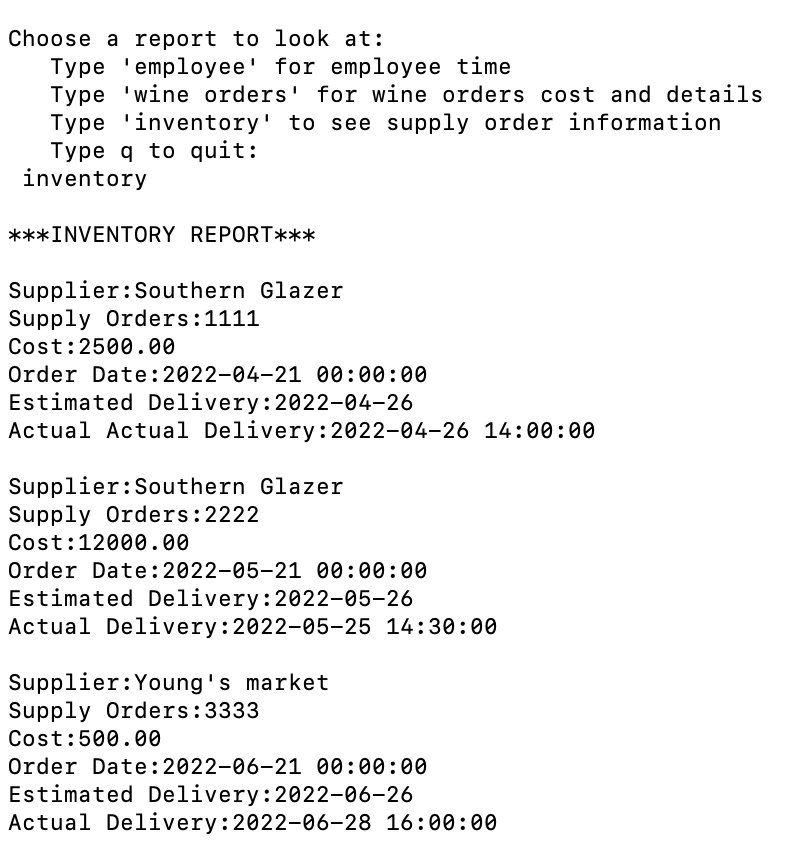 Choose a report to look at:
Type 'employee' for employee time
Type 'wine orders' for wine orders cost and details
Type 'inventory' to see supply order information
Type q to quit:
inventory
***INVENTORY REPORT***
Supplier:Southern Glazer
Supply Orders:1111
Cost:2500.00
Order Date:2022-04-21 00:00:00
Estimated Delivery:2022-04-26
Actual Actual Delivery:2022-04-26 14:00:00
Supplier:Southern Glazer
Supply Orders:2222
Cost:12000.00
Order Date:2022-05-21 00:00:00
Estimated Delivery:2022-05-26
Actual Delivery:2022-05-25 14:30:00
Supplier:Young's market
Supply Orders:3333
Cost:500.00
Order Date:2022-06-21 00:00:00
Estimated Delivery:2022-06-26
Actual Delivery:2022-06-28 16:00:00